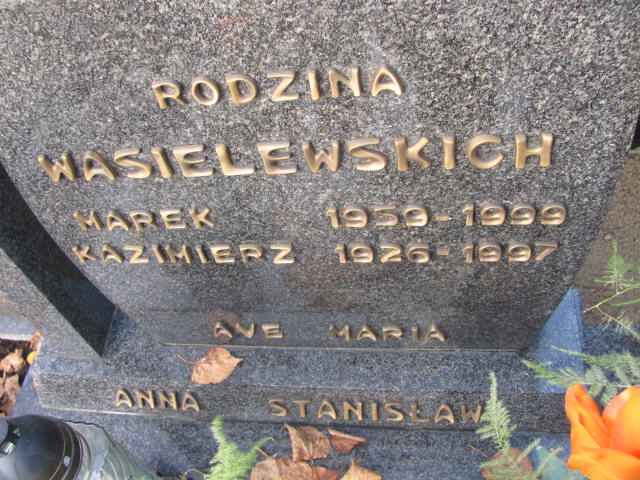 RODZINA
WASIELEWSKICH
MAREK 1959-1999
KAZIMIERZ 1926-1997
AVE MARIA
ANNA STANISŁAW